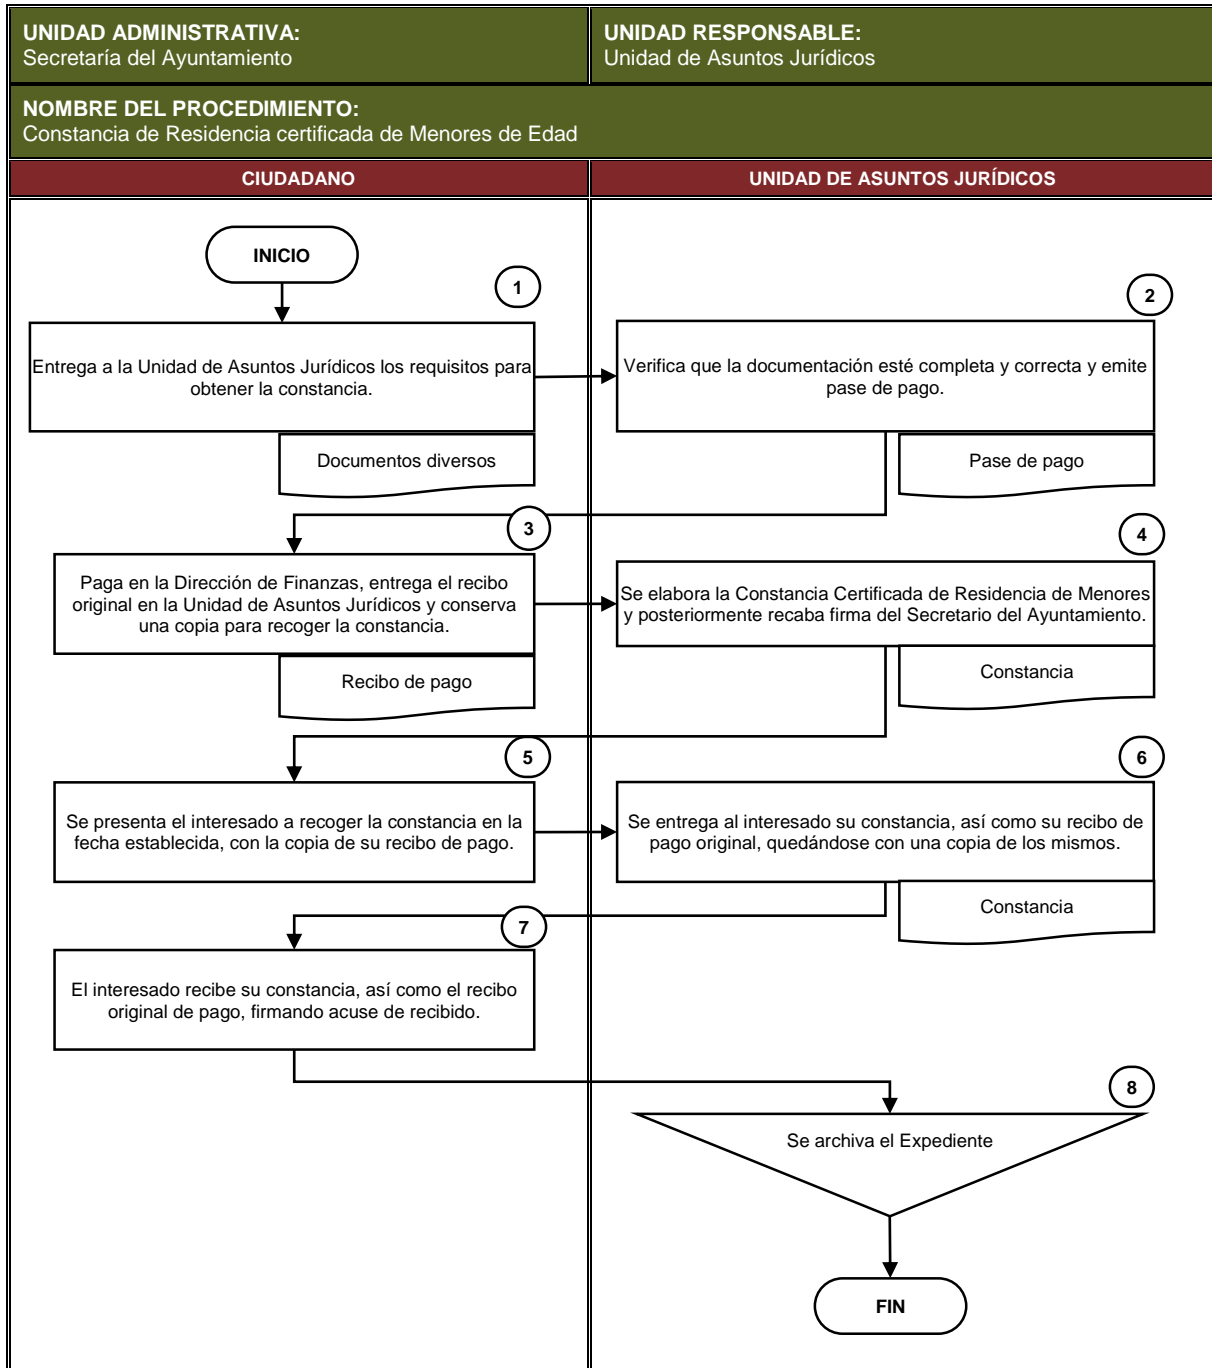 UNIDAD ADMINISTRATIVA:
Secretaría del Ayuntamiento
UNIDAD RESPONSABLE:
Unidad de Asuntos Jurídicos
NOMBRE DEL PROCEDIMIENTO:
Constancia de Residencia certificada de Menores de Edad
CIUDADANO
UNIDAD DE ASUNTOS JURÍDICOS
INICIO
1
Entrega a la Unidad de Asuntos Jurídicos los requisitos para
obtener la constancia.
Documentos diversos
2
Verifica que la documentación esté completa y correcta y emite
pase de pago.
Pase de pago
3
Paga en la Dirección de Finanzas, entrega el recibo
original en la Unidad de Asuntos Jurídicos y conserva
una copia para recoger la constancia.
Recibo de pago
4
Se elabora la Constancia Certificada de Residencia de Menores
y posteriormente recaba firma del Secretario del Ayuntamiento.
Constancia
5
Se presenta el interesado a recoger la constancia en la
fecha establecida, con la copia de su recibo de pago.
6
Se entrega al interesado su constancia, así como su recibo de
pago original, quedándose con una copia de los mismos.
Constancia
7
El interesado recibe su constancia, así como el recibo
original de pago, firmando acuse de recibido.
8
Se archiva el Expediente
FIN